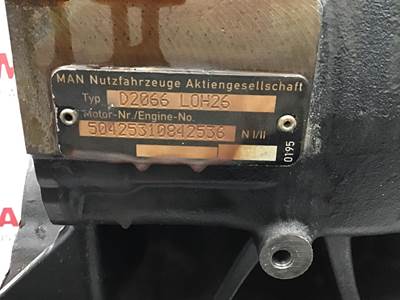 MAN Nutzfahrzeuge Aktiengesellschaft
Typ D2066 LOH26
Motor-Nr./Engine-No.
50425310842536 N I/II
0195